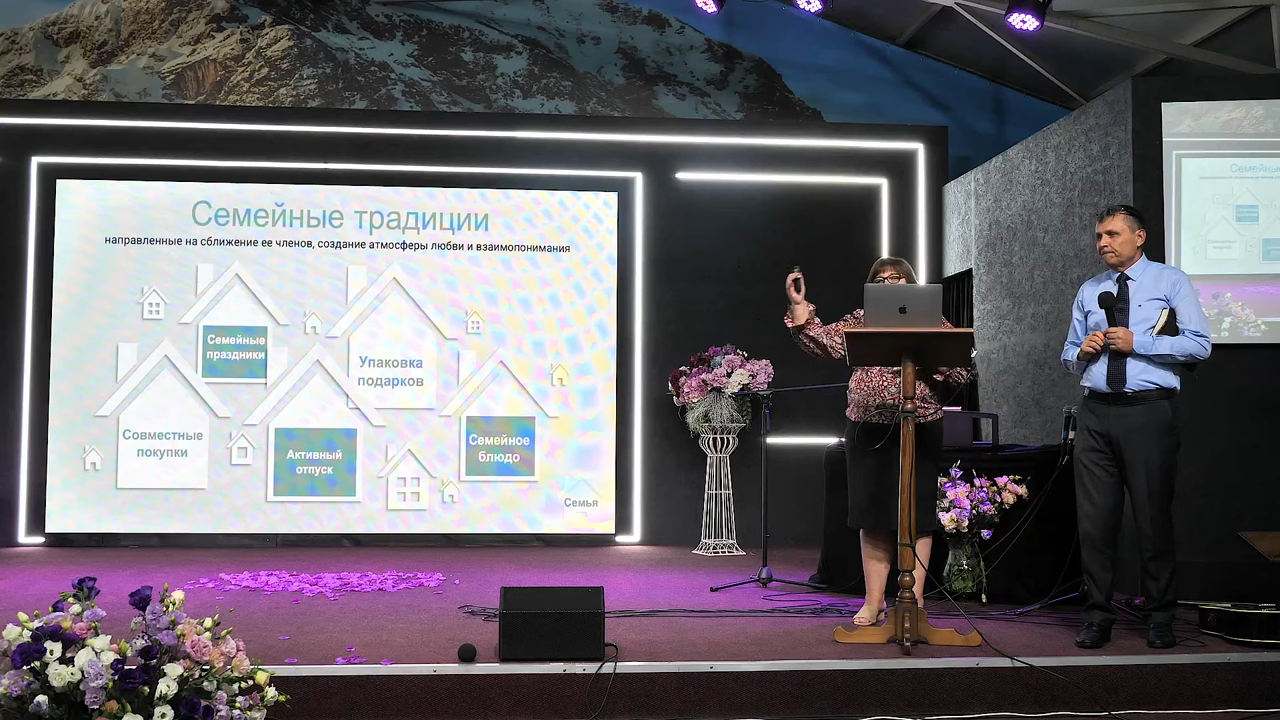 Семейные традиции
направленные на сближение ее членов, создание атмосферы любви и взаимопонимания
Семейные
праздники
Упаковка
подарков
Совместные
покупки
Активный
отпуск
Семейное
блюдо
Семья